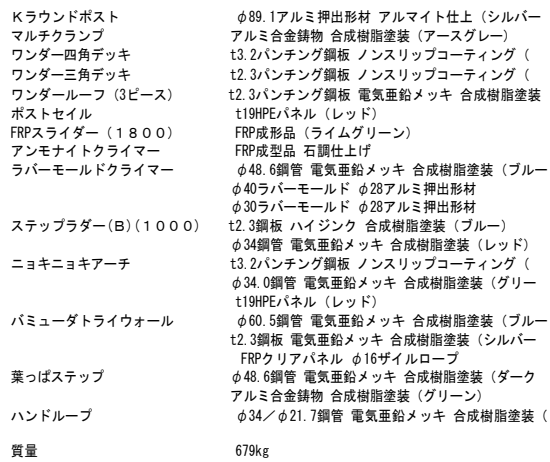 Kラウンドポスト φ89.1アルミ押出形材 アルマイト仕上（シルバー
マルチクランプ アルミ合金鋳物 合成樹脂塗装（アースグレー）
ワンダー四角デッキ t3.2パンチング鋼板 ノンスリップコーティング（
ワンダー三角デッキ t2.3パンチング鋼板 ノンスリップコーティング（
ワンダールーフ（3ピース） t2.3パンチング鋼板 電気亜鉛メッキ 合成樹脂塗装
ポストセイル t19HPEパネル（レッド）
FRPスライダー（１８００） FRP成形品（ライムグリーン）
アンモナイトクライマー FRP成型品 石調仕上げ
ラバーモールドクライマー φ48.6鋼管 電気亜鉛メッキ 合成樹脂塗装（ブルー
φ40ラバーモールド φ28アルミ押出形材
φ30ラバーモールド φ28アルミ押出形材
ステップラダー(B)(１０００) t2.3鋼板 ハイジンク 合成樹脂塗装（ブルー）
φ34鋼管 電気亜鉛メッキ 合成樹脂塗装（レッド）
ニョキニョキアーチ t3.2パンチング鋼板 ノンスリップコーティング（
φ34.0鋼管 電気亜鉛メッキ 合成樹脂塗装（グリー
t19HPEパネル（レッド）
バミューダトライウォール φ60.5鋼管 電気亜鉛メッキ 合成樹脂塗装（ブルー
t2.3鋼板 電気亜鉛メッキ 合成樹脂塗装（シルバー
FRPクリアパネル φ16ザイルロープ
葉っぱステップ φ48.6鋼管 電気亜鉛メッキ 合成樹脂塗装（ダーク
アルミ合金鋳物 合成樹脂塗装（グリーン）
ハンドループ φ34／φ21.7鋼管 電気亜鉛メッキ 合成樹脂塗装（
質量 679kg